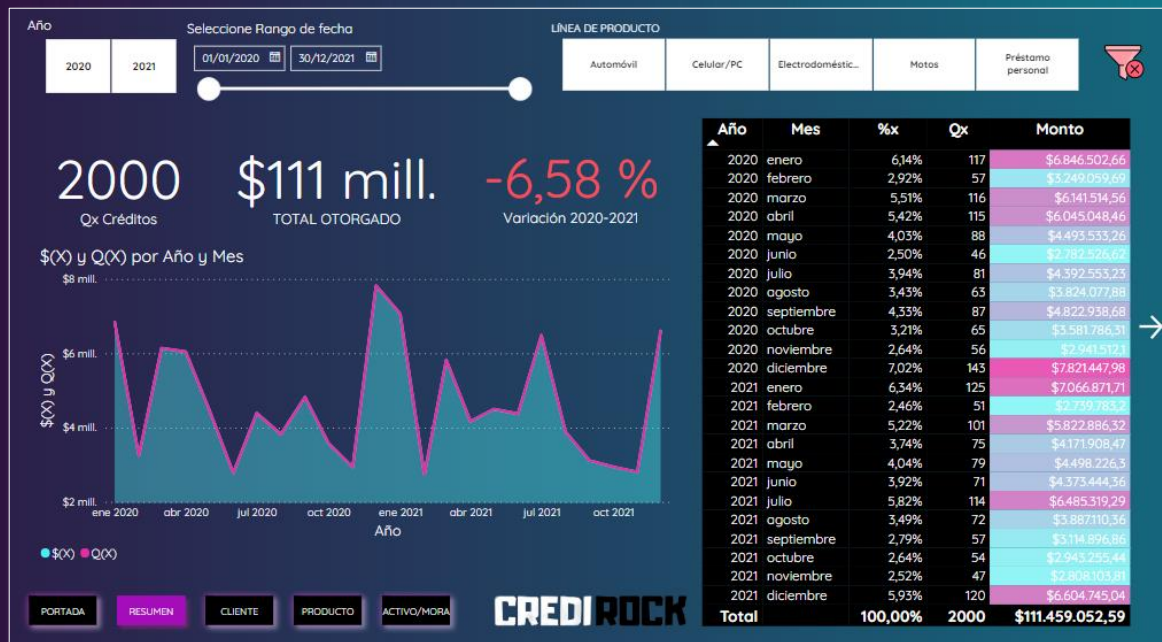 Año
Seleccione Rango de fecha
LÍNEA DE PRODUCTO
2020
2021
01/01/2020
30/12/2021
Automóvil
Celular/PC
Electrodoméstic...
Motos
Préstamo
personal
2000
Qx Créditos
$111 mill.
TOTAL OTORGADO
-6,58 %
Variación 2020-2021
$(X) y Q(X) por Año y Mes
$8 mill.
$6 mill.
$4 mill.
$2 mill.
$(X) y Q(X)
ene 2020 abr 2020 jul 2020 oct 2020 ene 2021 abr 2021 jul 2021 oct 2021
Año
$(X) Q(X)
Año Mes %x Qx Monto
2020 enero 6,14% 117 $6.846.502,66
2020 febrero 2,92% 57 $3.249.059,69
2020 marzo 5,51% 116 $6.141.514,56
2020 abril 5,42% 115 $6.045.048,46
2020 mayo 4,03% 88 $4.493.533,26
2020 junio 2,50% 46 $2.782.526,62
2020 julio 3,94% 81 $4.392.553,23
2020 agosto 3,43% 63 $3.824.077,88
2020 septiembre 4,33% 87 $4.822.938,68
2020 octubre 3,21% 65 $3.581.786,31
2020 noviembre 2,64% 56 $2.941.512,1
2020 diciembre 7,02% 143 $7.821.447,98
2021 enero 6,34% 125 $7.066.871,71
2021 febrero 2,46% 51 $2.739.783,2
2021 marzo 5,22% 101 $5.822.886,32
2021 abril 3,74% 75 $4.171.908,47
2021 mayo 4,04% 79 $4.498.226,3
2021 junio 3,92% 71 $4.373.444,36
2021 julio 5,82% 114 $6.485.319,29
2021 agosto 3,49% 72 $3.887.110,36
2021 septiembre 2,79% 57 $3.114.896,86
2021 octubre 2,64% 54 $2.943.255,44
2021 noviembre 2,52% 47 $2.808.103,81
2021 diciembre 5,93% 120 $6.604.745,04
Total 100,00% 2000 $111.459.052,59
PORTADA
RESUMEN
CLIENTE
PRODUCTO
ACTIVO/MORA
CREDIROCK